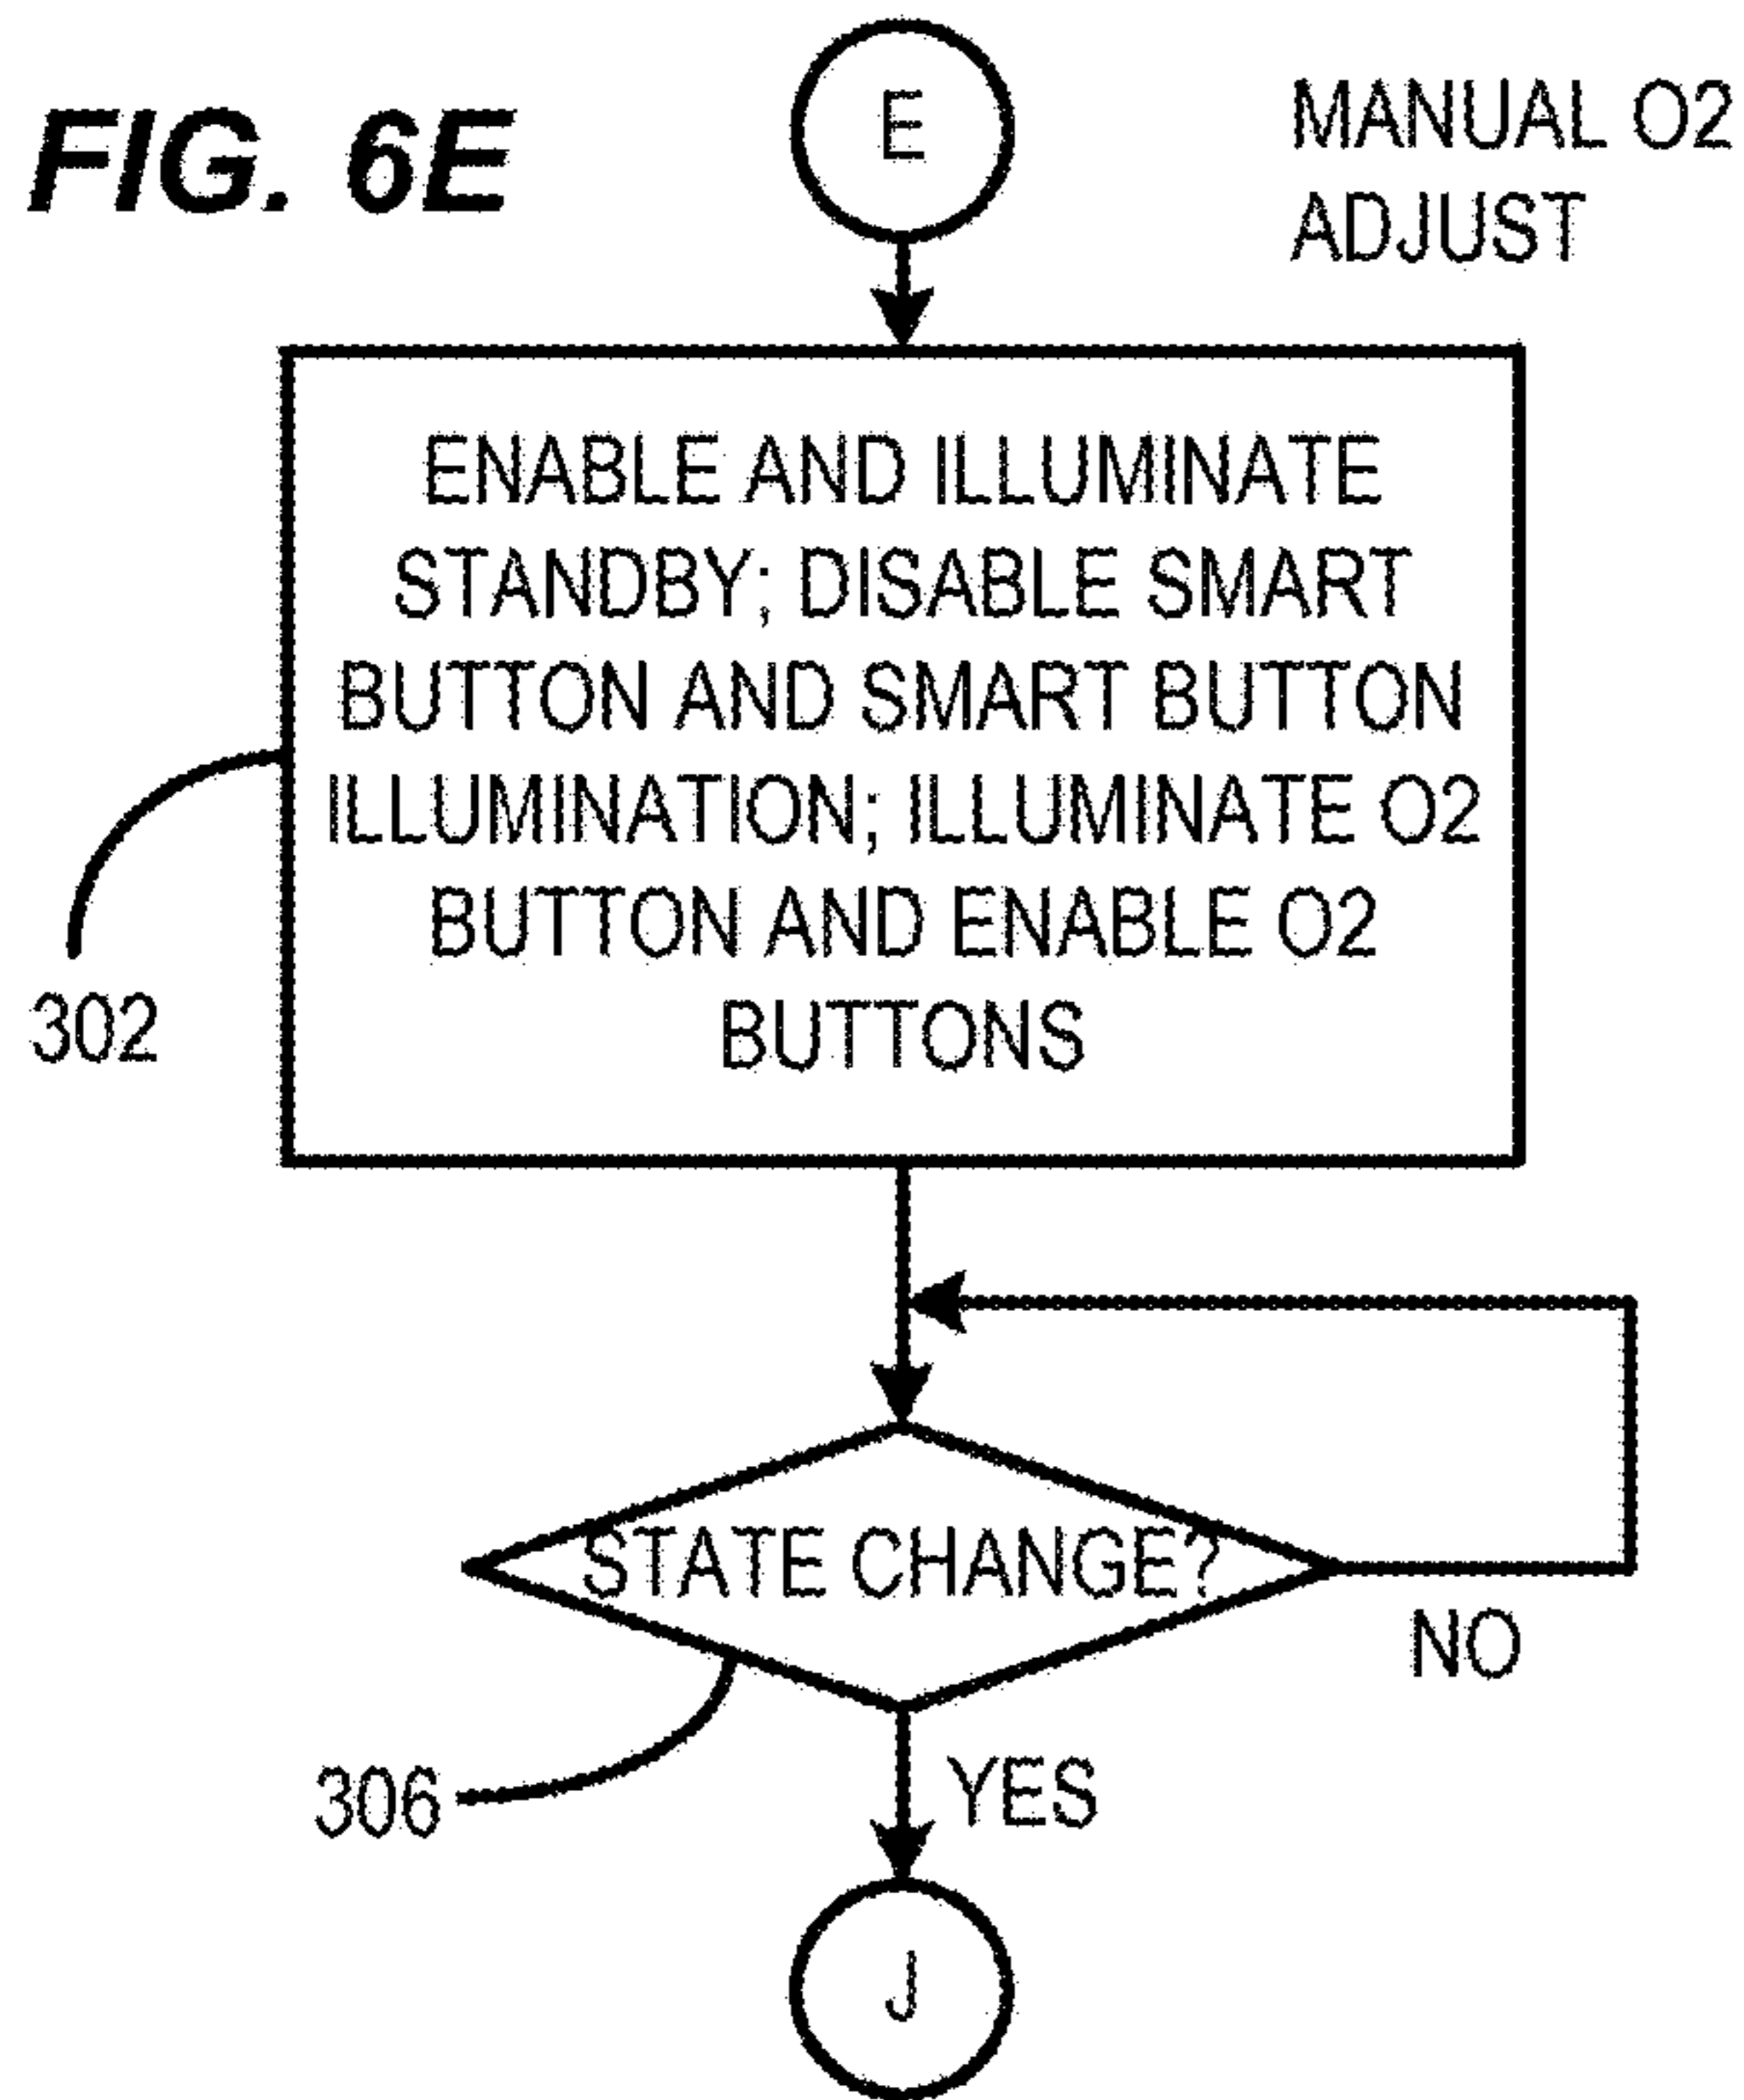 FIG. 6E
E
MANUAL O2
ADJUST
ENABLE AND ILLUMINATE
STANDBY; DISABLE SMART
BUTTON AND SMART BUTTON
ILLUMINATION; ILLUMINATE O2
BUTTON AND ENABLE O2
BUTTONS
302
STATE CHANGE?
NO
306
YES
J